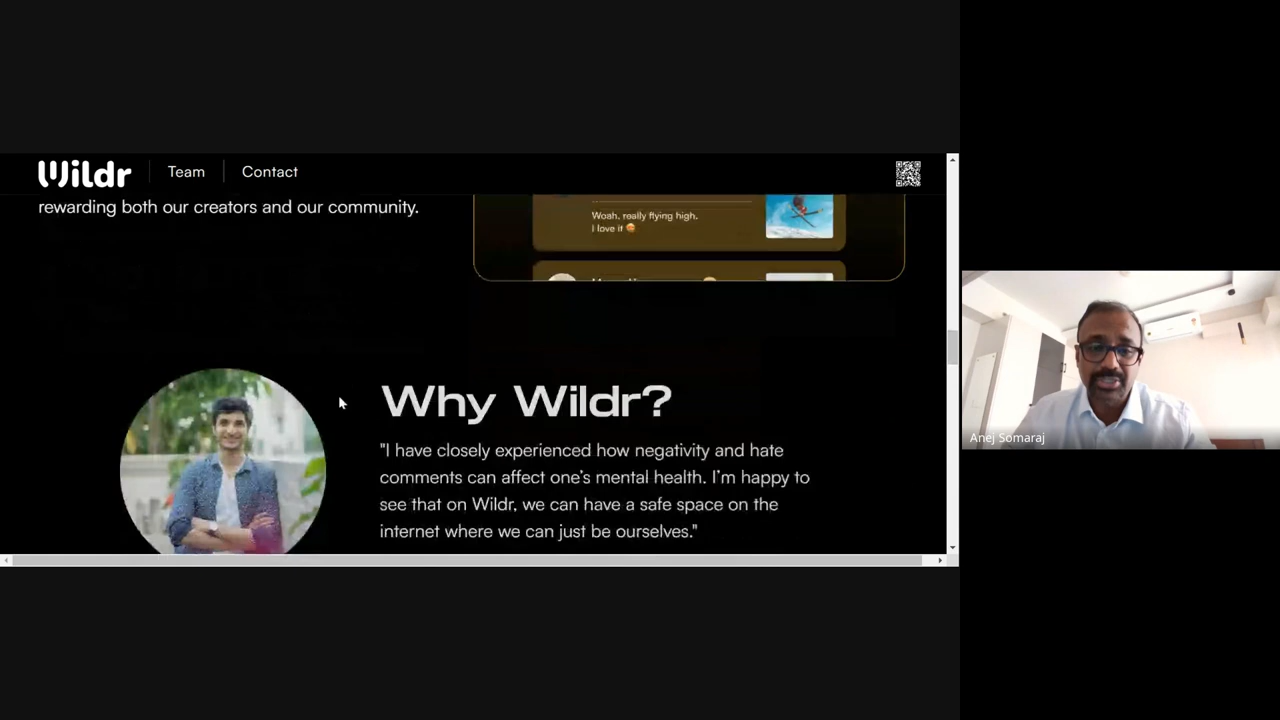 Wildr
Team
Contact
rewarding both our creators and our community.
Woah, really flying high,
I love it
Why Wildr?
"I have closely experienced how negativity and hate
comments can affect one’s mental health. I’m happy to
see that on Wildr, we can have a safe space on the
internet where we can just be ourselves."
Anej Somaraj